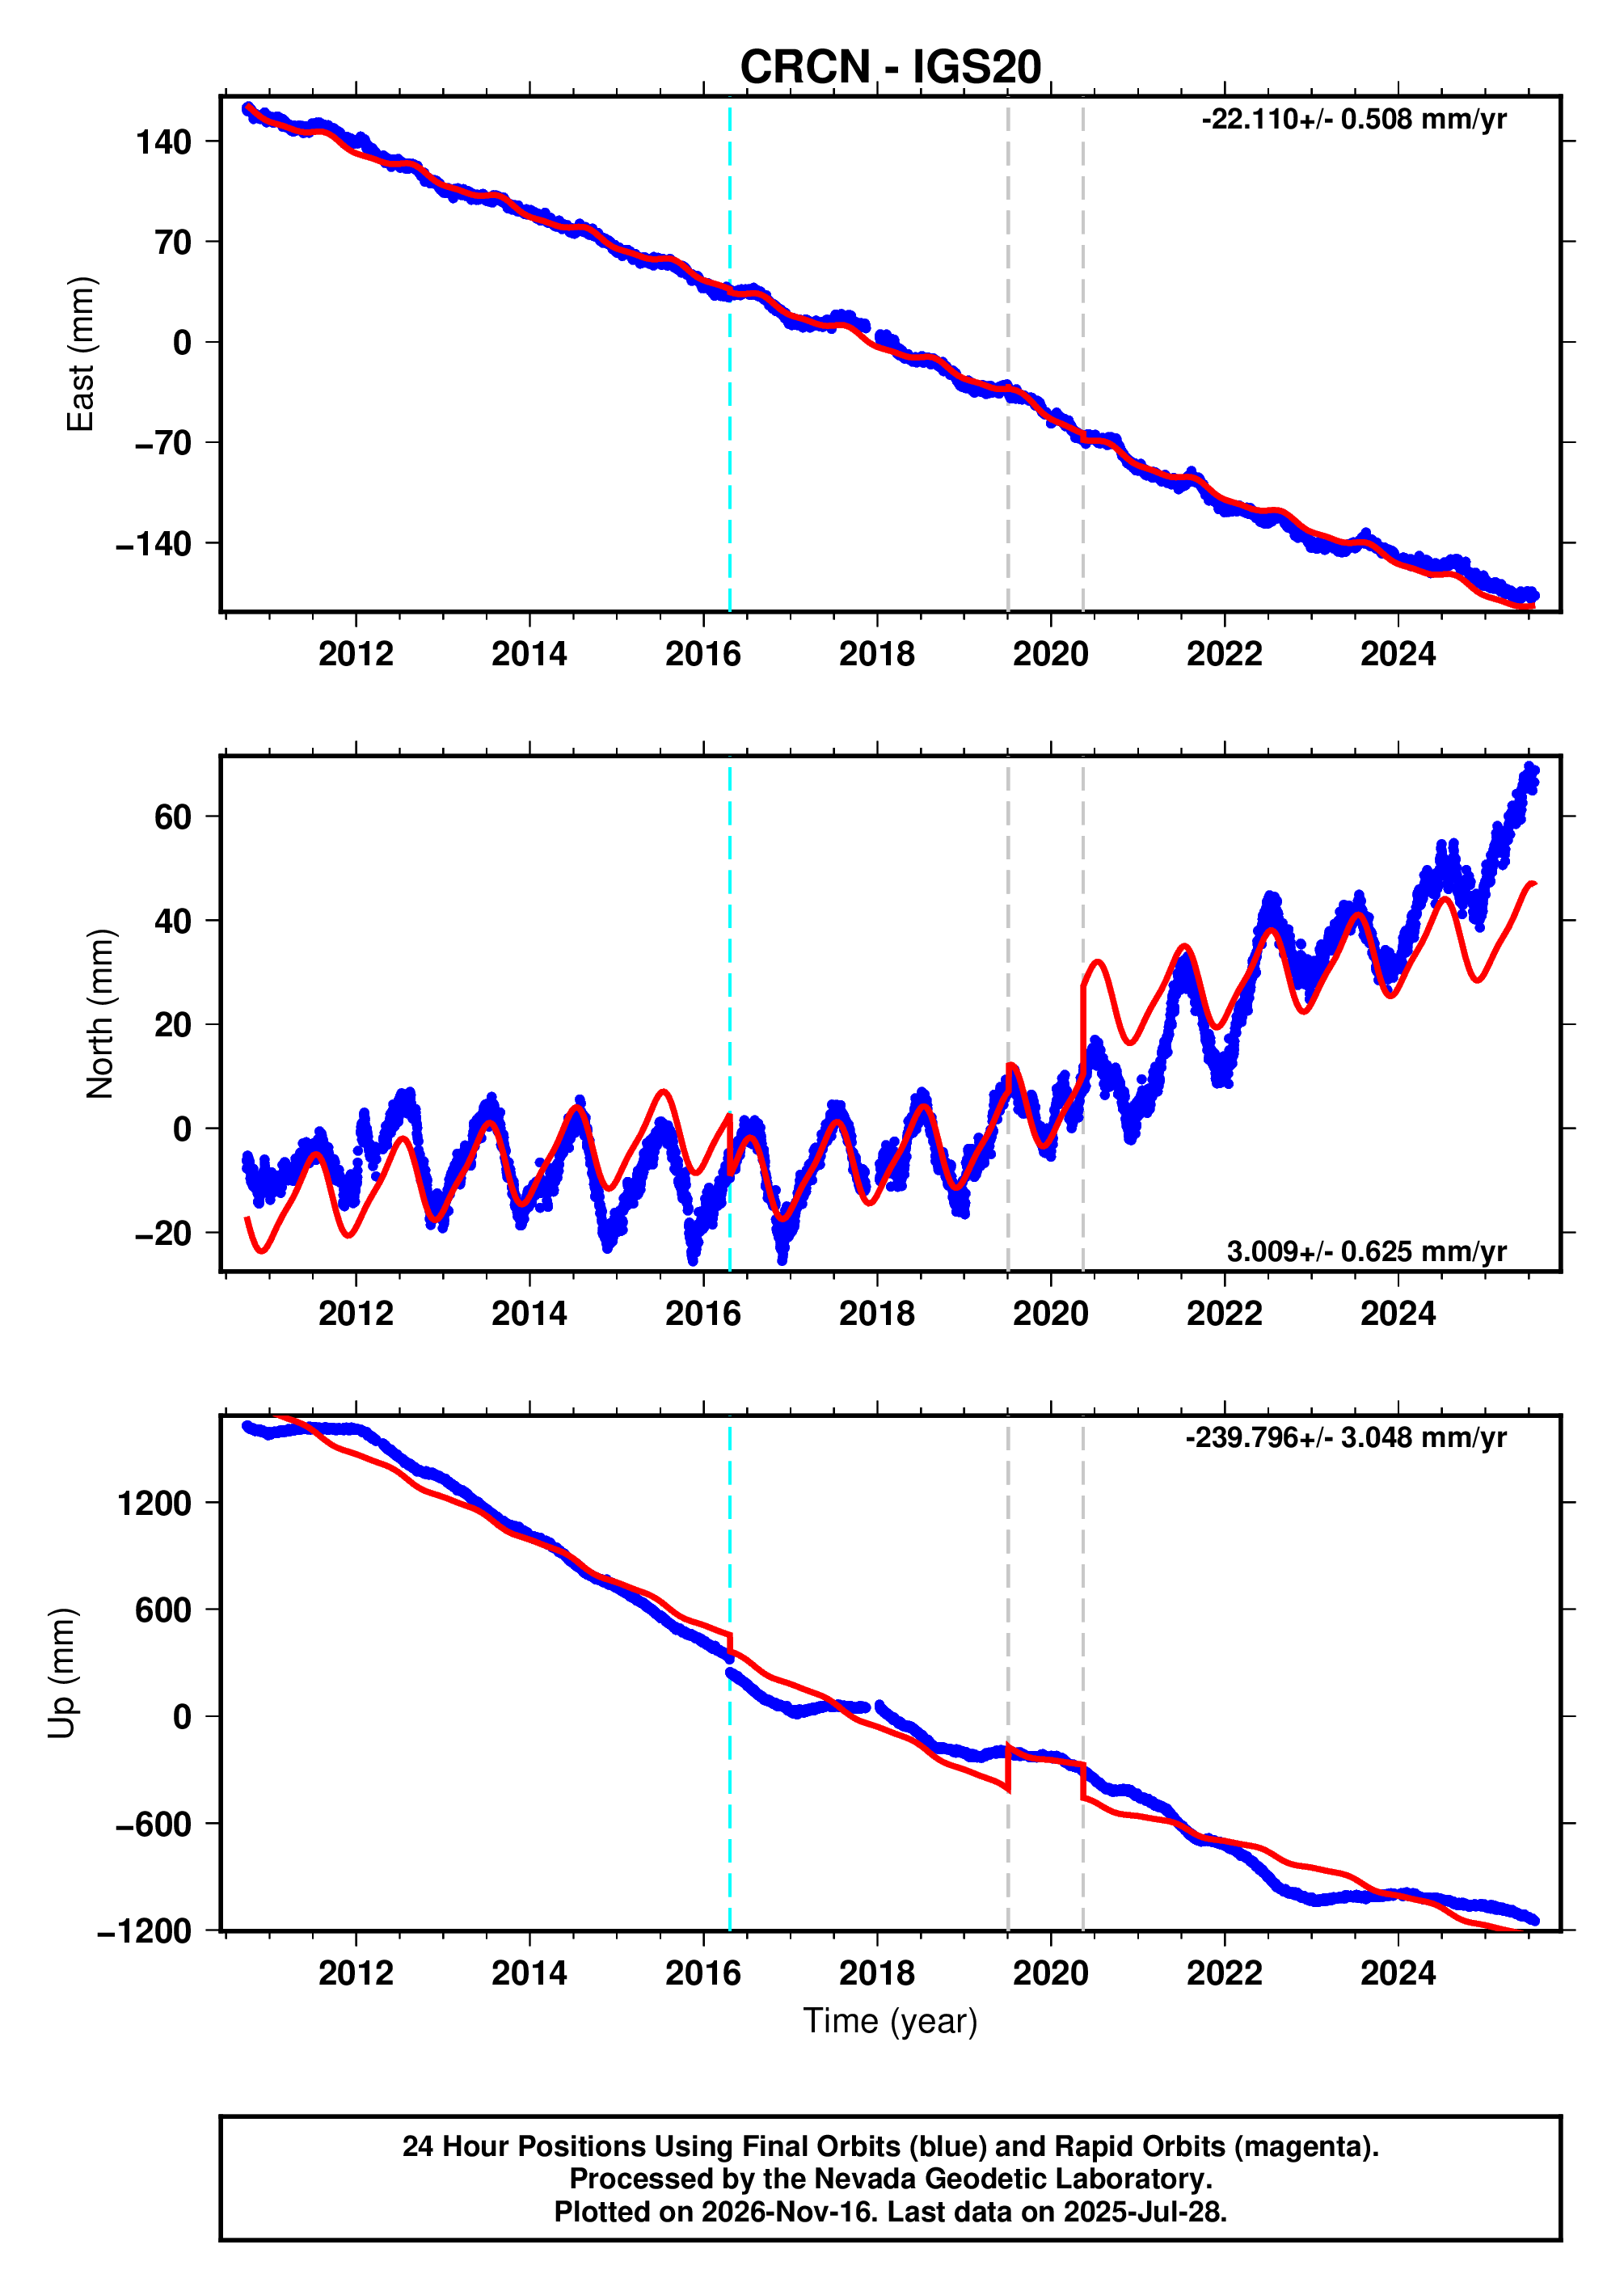 CRCN - IGS20
-22.110+/- 0.508 mm/yr
140
70
0
−70
−140
East (mm)
2012 2014 2016 2018 2020 2022 2024
60
40
20
0
−20
North (mm)
3.009+/- 0.625 mm/yr
2012 2014 2016 2018 2020 2022 2024
-239.796+/- 3.048 mm/yr
1200
600
0
−600
−1200
Up (mm)
2012 2014 2016 2018 2020 2022 2024
Time (year)
24 Hour Positions Using Final Orbits (blue) and Rapid Orbits (magenta).
Processed by the Nevada Geodetic Laboratory.
Plotted on 2026-Nov-16. Last data on 2025-Jul-28.